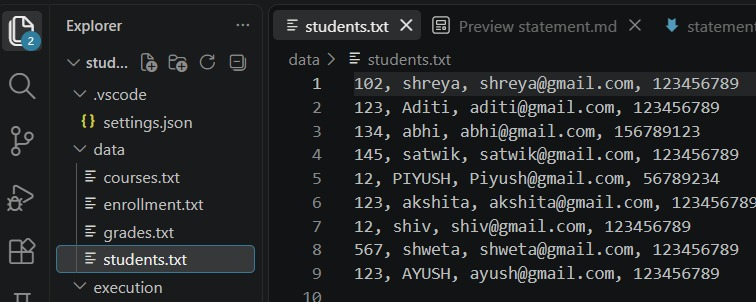 Explorer
2
stud...
.vscode
{} settings.json
data
courses.txt
enrollment.txt
grades.txt
students.txt
execution
students.txt
Preview statement.md
statement
data > students.txt
1 102, shreya, shreya@gmail.com, 123456789
2 123, Aditi, aditi@gmail.com, 123456789
3 134, abhi, abhi@gmail.com, 156789123
4 145, satwik, satwik@gmail.com, 123456789
5 12, PIYUSH, Piyush@gmail.com, 56789234
6 123, akshita, akshita@gmail.com, 123456789
7 12, shiv, shiv@gmail.com, 123456789
8 567, shweta, shweta@gmail.com, 123456789
9 123, AYUSH, ayush@gmail.com, 123456789
10